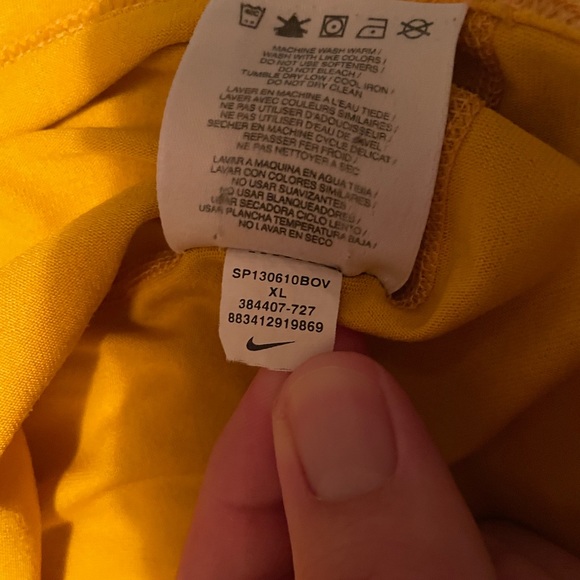 MACHINE WASH WARM /
WASH WITH LIKE COLORS /
DO NOT USE SOFTENERS /
DO NOT BLEACH /
TUMBLE DRY LOW / COOL IRON /
DO NOT DRY CLEAN
LAVER EN MACHINE A L'EAU TIEDE /
LAVER AVEC COULEURS SIMILAIRES /
NE PAS UTILISER D'ADOUCISSEUR /
NE PAS UTILISER D'EAU DE JAVEL /
SECHER EN MACHINE CYCLE DELICAT /
REPASSER FER FROID /
NE PAS NETTOYER A SEC
LAVAR A MAQUINA EN AGUA TIBIA /
LAVAR CON COLORES SIMILARES /
NO USAR SUAVIZANTES /
NO USAR BLANQUEADORES /
USAR SECADORA CICLO LENTO /
USAR PLANCHA TEMPERATURA BAJA /
NO LAVAR EN SECO
SP130610BOV
XL
384407-727
883412919869